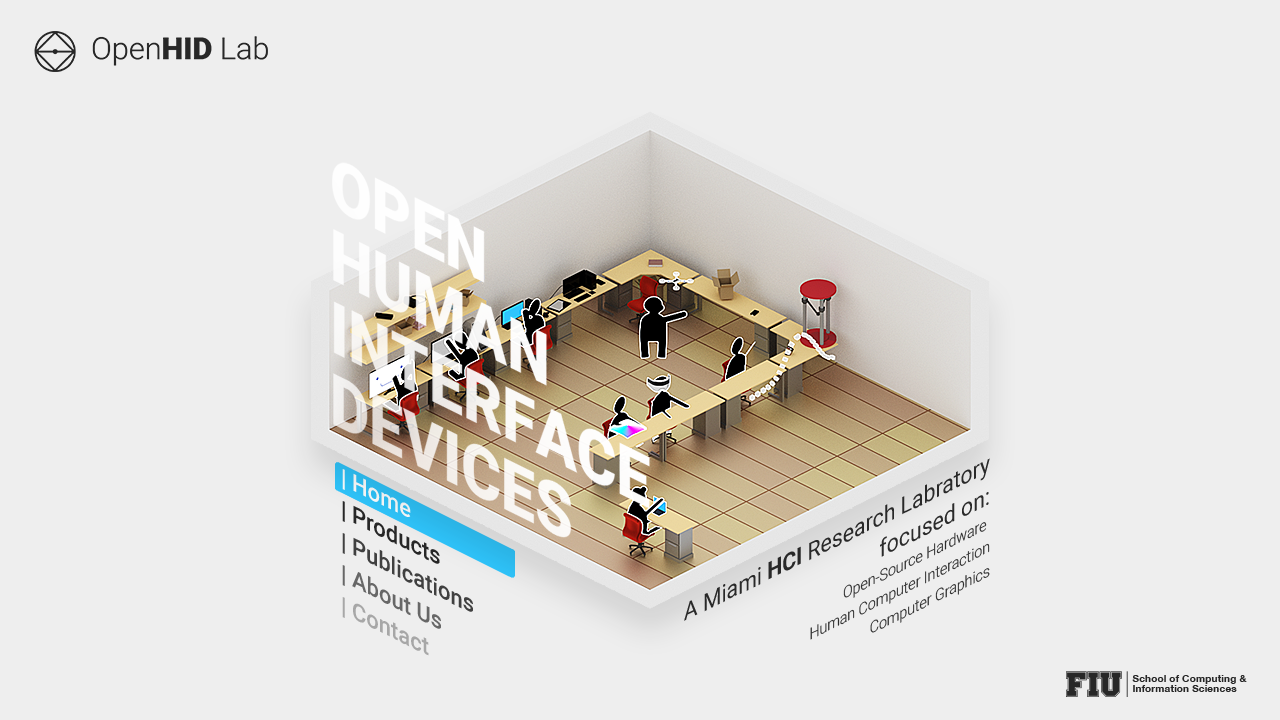 OpenHID Lab
OPEN
HUMAN
INTERFACE
DEVICES
| Home
| Products
| Publications
| About Us
| Contact
A Miami HCI Research Labratory
focused on:
Open-Source Hardware
Human Computer Interaction
Computer Graphics
FIU
School of Computing &
Information Sciences